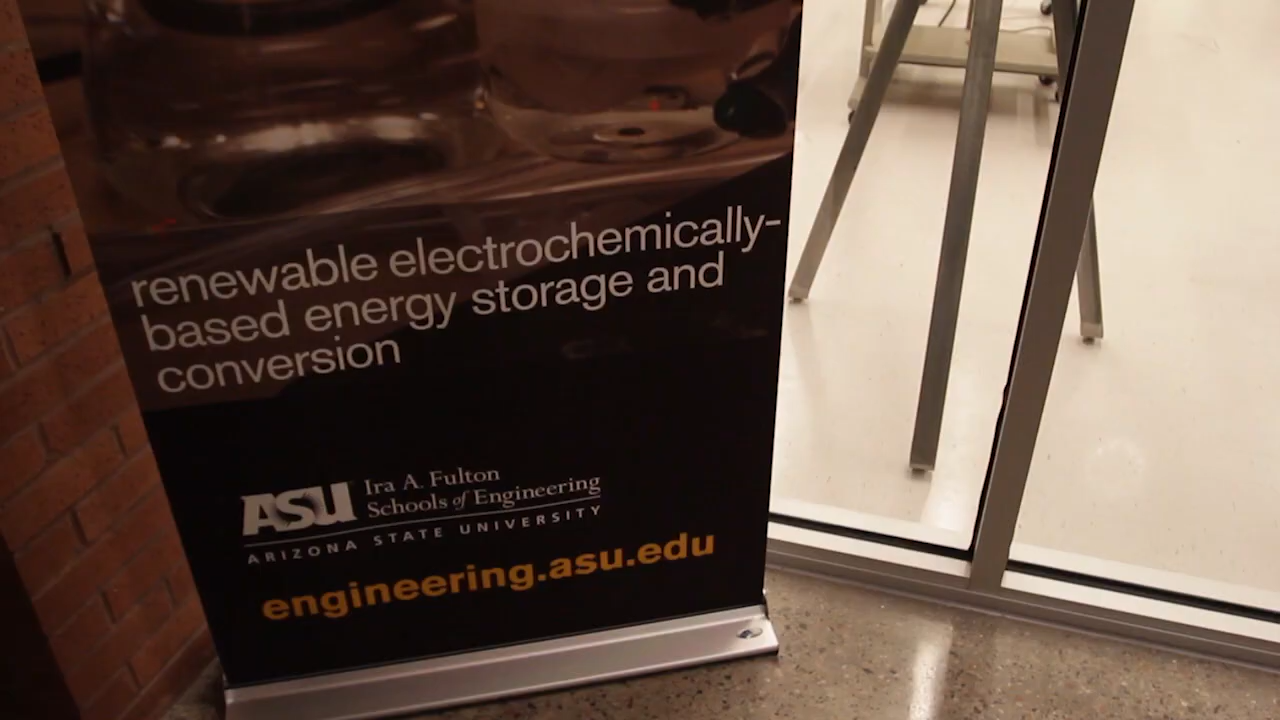 renewable electrochemically-
based energy storage and
conversion
ASU Ira A. Fulton
Schools of Engineering
ARIZONA STATE UNIVERSITY
engineering.asu.edu